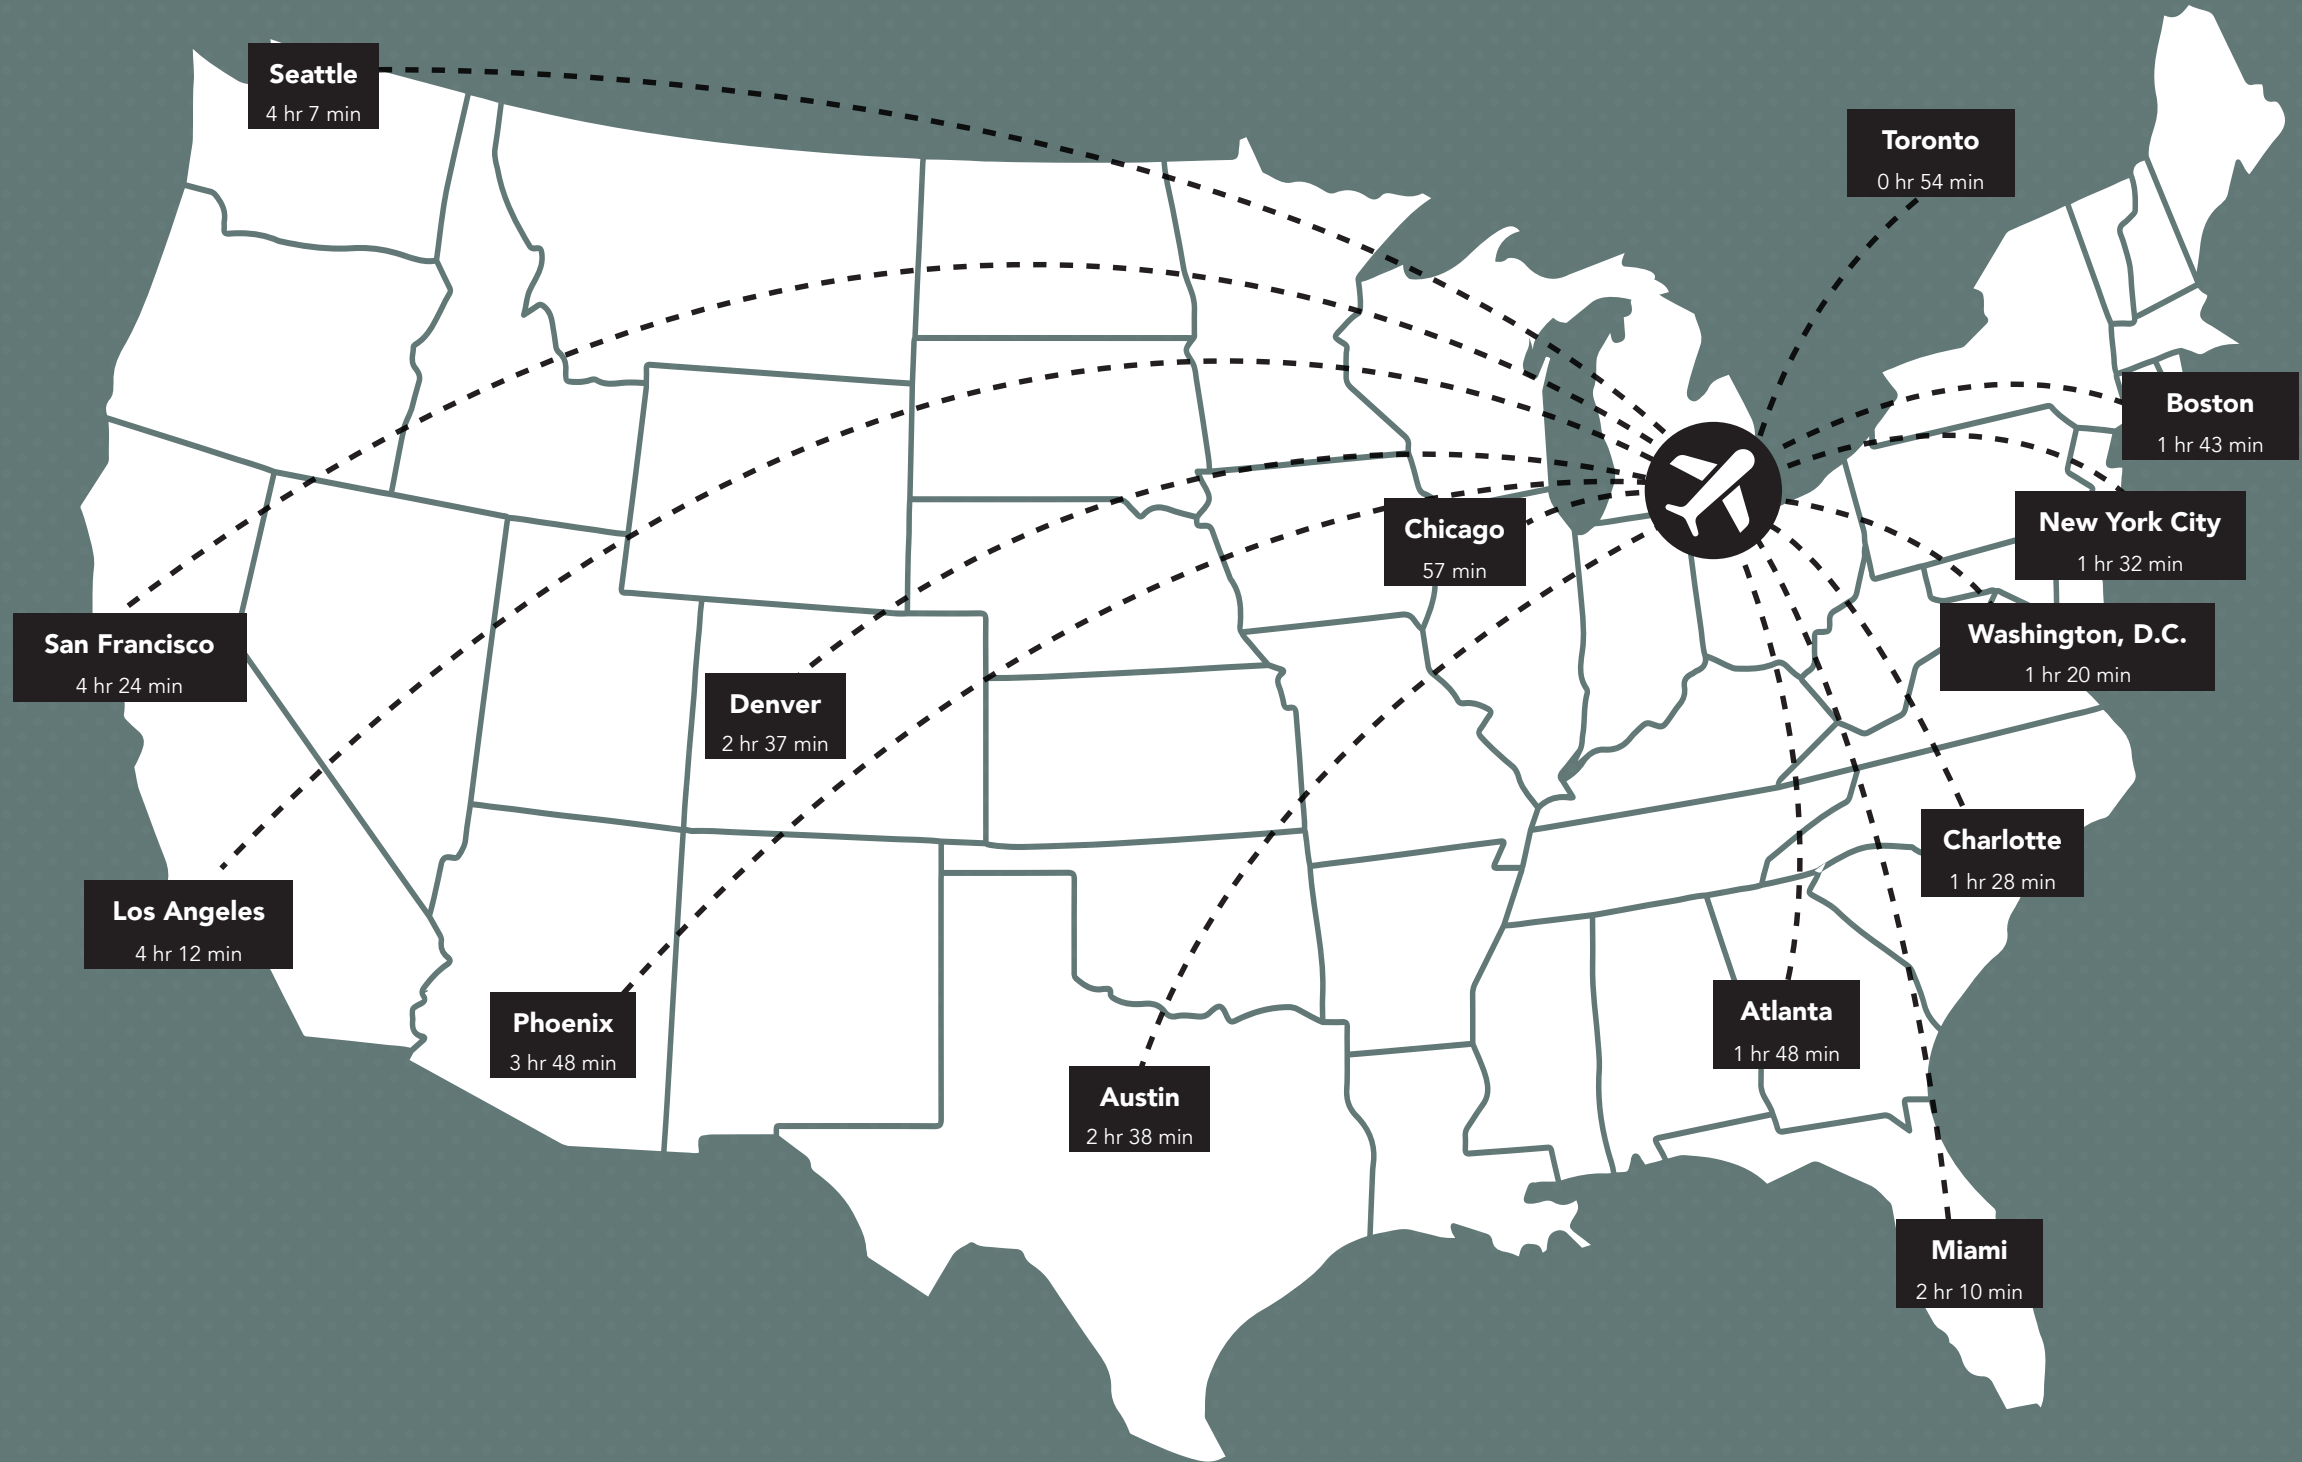 Seattle
4 hr 7 min
Toronto
0 hr 54 min
Boston
1 hr 43 min
New York City
1 hr 32 min
Chicago
57 min
Washington, D.C.
1 hr 20 min
San Francisco
4 hr 24 min
Denver
2 hr 37 min
Charlotte
1 hr 28 min
Los Angeles
4 hr 12 min
Phoenix
3 hr 48 min
Atlanta
1 hr 48 min
Austin
2 hr 38 min
Miami
2 hr 10 min